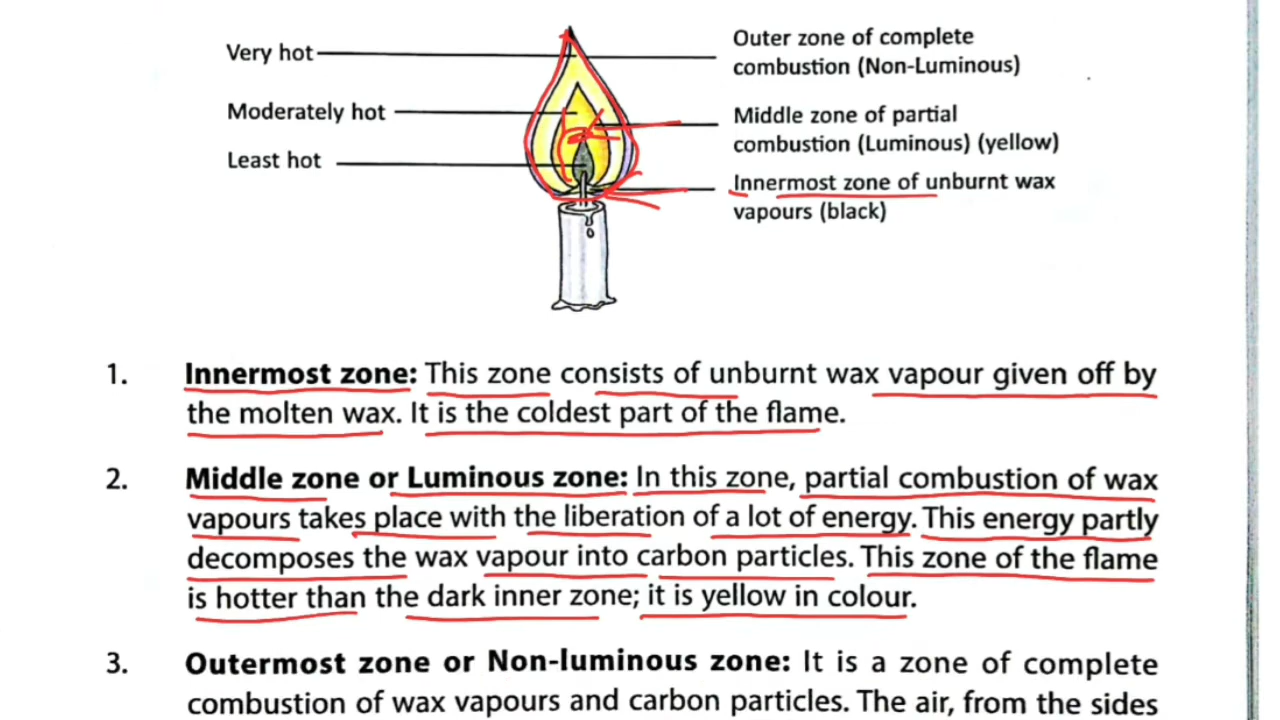 Very hot
Outer zone of complete
combustion (Non-Luminous)
Moderately hot
Middle zone of partial
combustion (Luminous) (yellow)
Least hot
Innermost zone of unburnt wax
vapours (black)
1. Innermost zone: This zone consists of unburnt wax vapour given off by
the molten wax. It is the coldest part of the flame.
2. Middle zone or Luminous zone: In this zone, partial combustion of wax
vapours takes place with the liberation of a lot of energy. This energy partly
decomposes the wax vapour into carbon particles. This zone of the flame
is hotter than the dark inner zone; it is yellow in colour.
3. Outermost zone or Non-luminous zone: It is a zone of complete
combustion of wax vapours and carbon particles. The air, from the sides